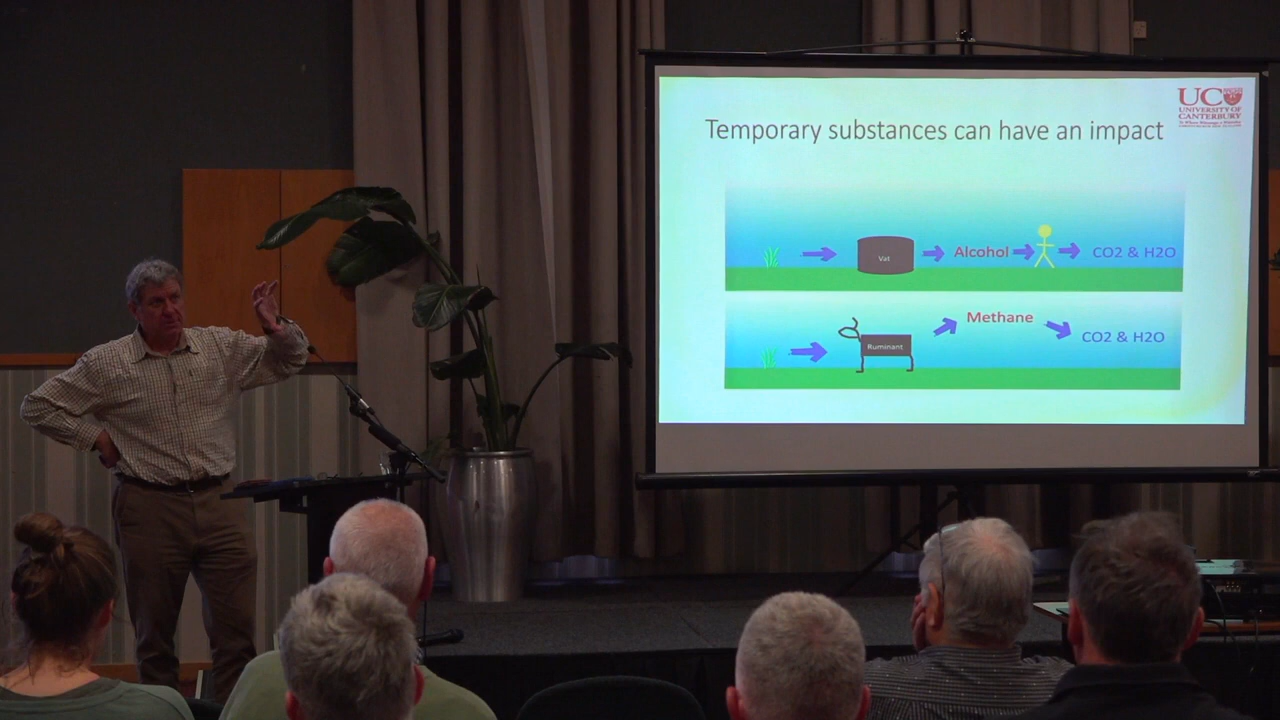 UC
UNIVERSITY OF
CANTERBURY
Temporary substances can have an impact
Vat
Alcohol
CO2 & H2O
Methane
Ruminant
CO2 & H2O